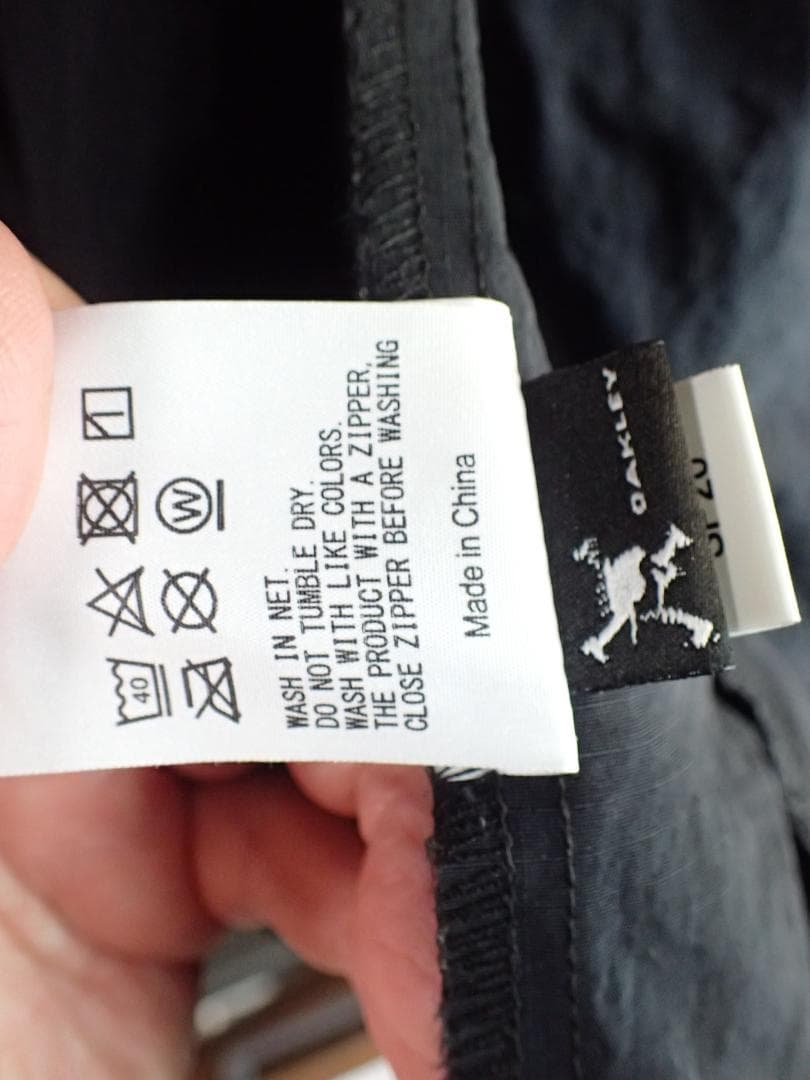 40
W
WASH IN NET.
DO NOT TUMBLE DRY.
WASH WITH LIKE COLORS.
THE PRODUCT WITH A ZIPPER,
CLOSE ZIPPER BEFORE WASHING
Made in China
OAKLEY